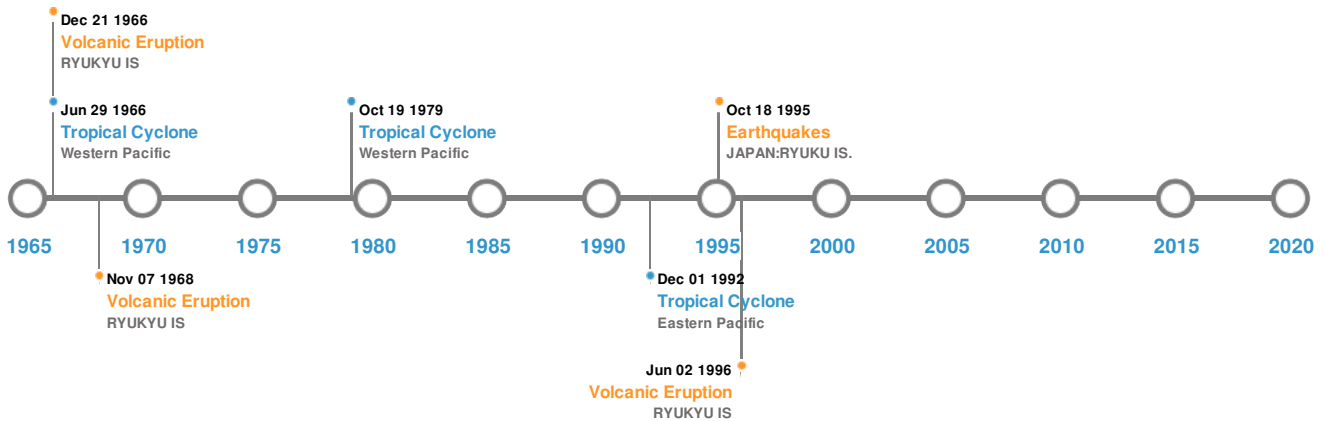 Dec 21 1966
Volcanic Eruption
RYUKYU IS
Jun 29 1966
Tropical Cyclone
Western Pacific
Oct 19 1979
Tropical Cyclone
Western Pacific
Oct 18 1995
Earthquakes
JAPAN:RYUKU IS.
1965 1970 1975 1980 1985 1990 1995 2000 2005 2010 2015 2020
Nov 07 1968
Volcanic Eruption
RYUKYU IS
Dec 01 1992
Tropical Cyclone
Eastern Pacific
Jun 02 1996
Volcanic Eruption
RYUKYU IS